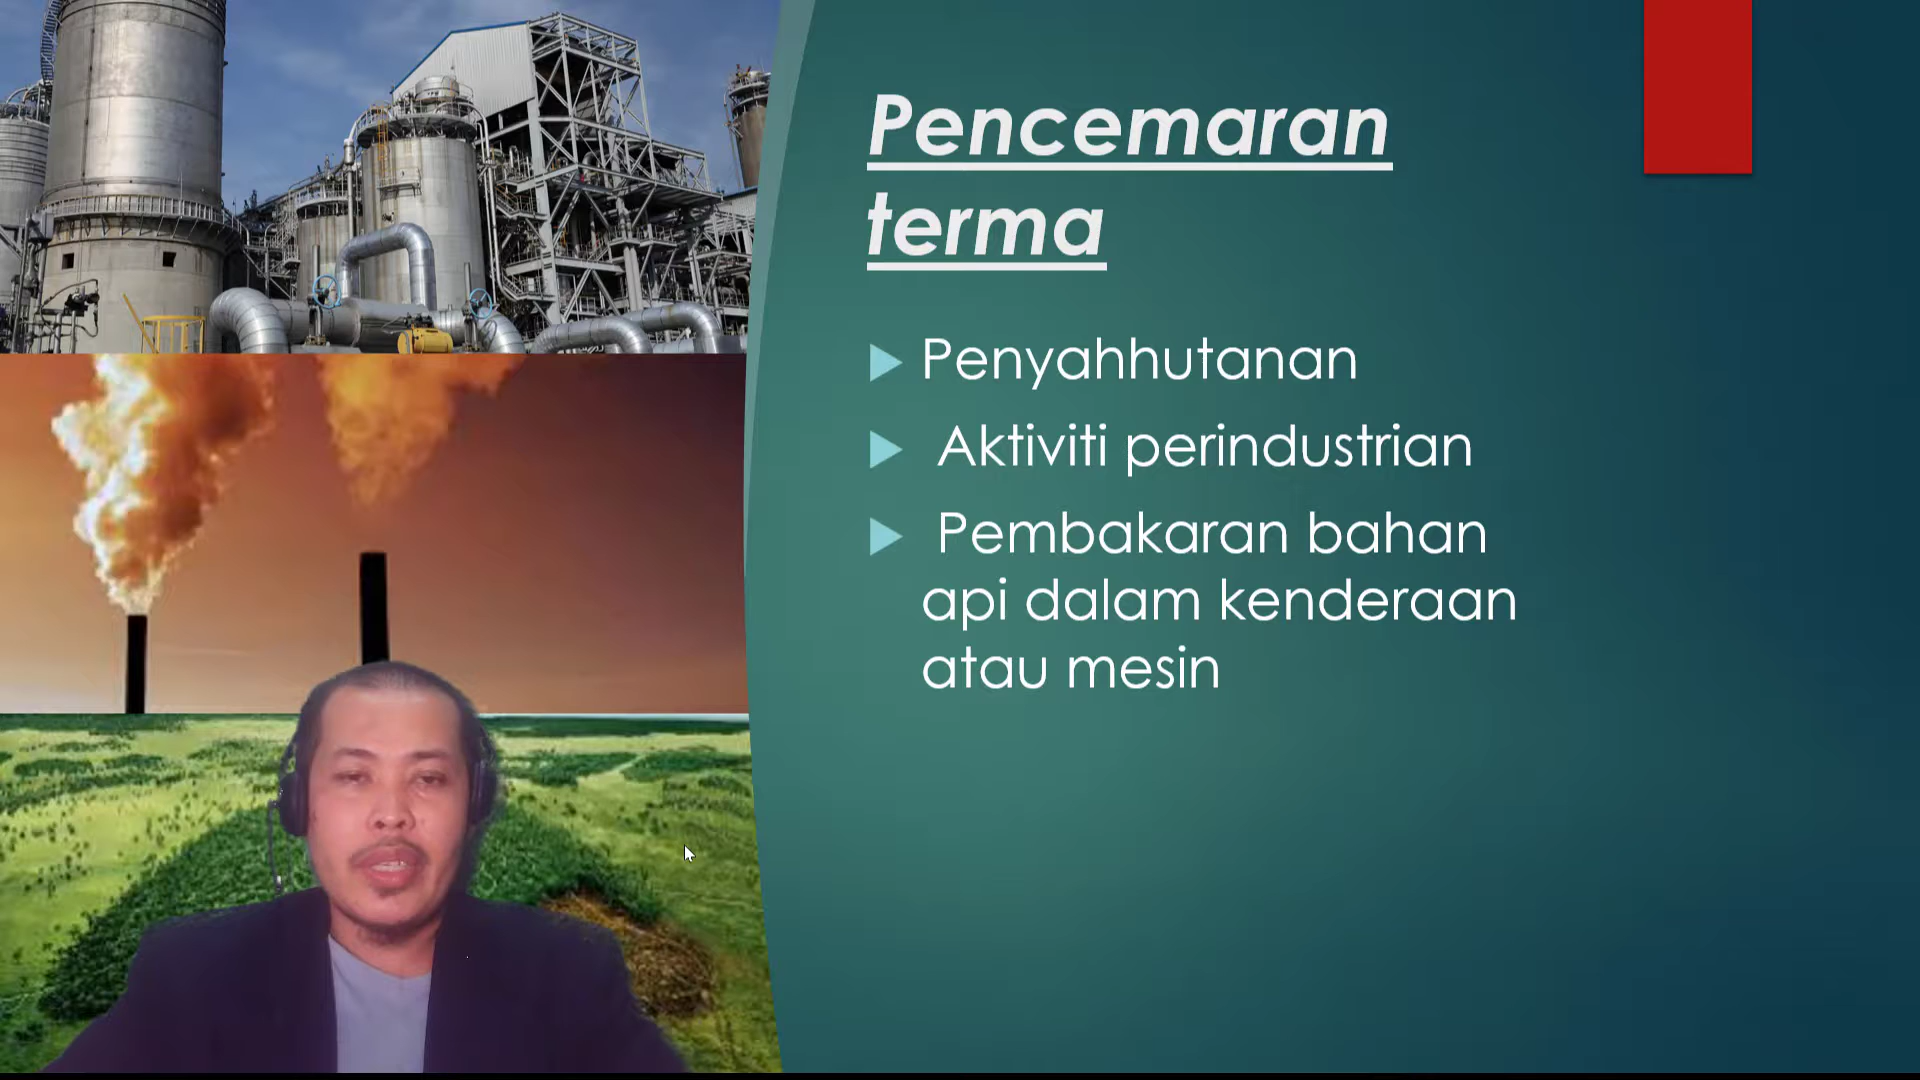 Pencemaran
terma
Penyahhutanan
Aktiviti perindustrian
Pembakaran bahan
api dalam kenderaan
atau mesin